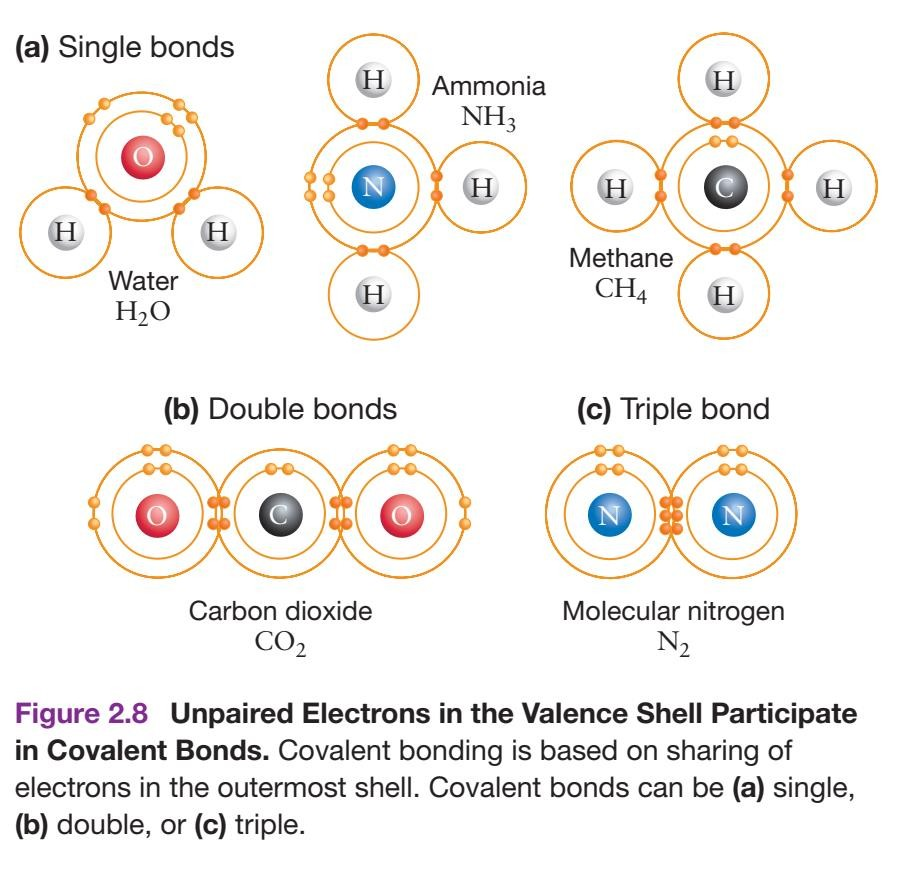 (a) Single bonds
O
H
H
Water
H₂O
H
N
H
H
Ammonia
NH₃
H
H
C
H
H
Methane
CH₄
(b) Double bonds
O
C
O
Carbon dioxide
CO₂
(c) Triple bond
N
N
Molecular nitrogen
N₂
Figure 2.8 Unpaired Electrons in the Valence Shell Participate
in Covalent Bonds. Covalent bonding is based on sharing of
electrons in the outermost shell. Covalent bonds can be (a) single,
(b) double, or (c) triple.